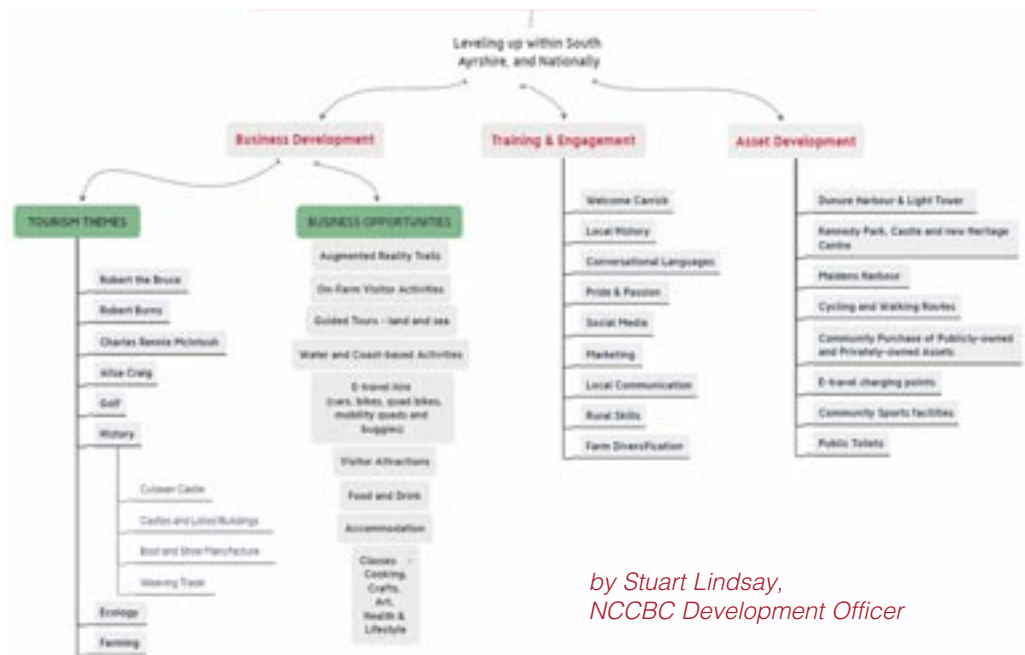 Leveling up within South
Ayrshire, and Nationally
Business Development
Training & Engagement
Asset Development
TOURISM THEMES
Robert the Bruce
Robert Burns
Charles Rennie McIntosh
Ailsa Craig
Golf
History
Culzean Castle
Castles and Listed Buildings
Boot and Shoe Manufacture
Weaving Trade
Ecology
Farming
BUSINESS OPPORTUNITIES
Augmented Reality Trails
On-Farm Visitor Activities
Guided Tours - land and sea
Water and Coast-based Activities
E-travel hire
(cars, bikes, quad bikes,
mobility quads and
buggies)
Visitor Attractions
Food and Drink
Accommodation
Classes -
Cooking,
Crafts,
Art,
Health &
Lifestyle
Welcome Carrick
Local History
Conversational Languages
Pride & Passion
Social Media
Marketing
Local Communication
Rural Skills
Farm Diversification
Dunure Harbour & Light Tower
Kennedy Park, Castle and new Heritage
Centre
Maidens Harbour
Cycling and Walking Routes
Community Purchase of Publicly-owned
and Privately-owned Assets
E-travel charging points
Community Sports facilities
Public Toilets
by Stuart Lindsay,
NCCBC Development Officer